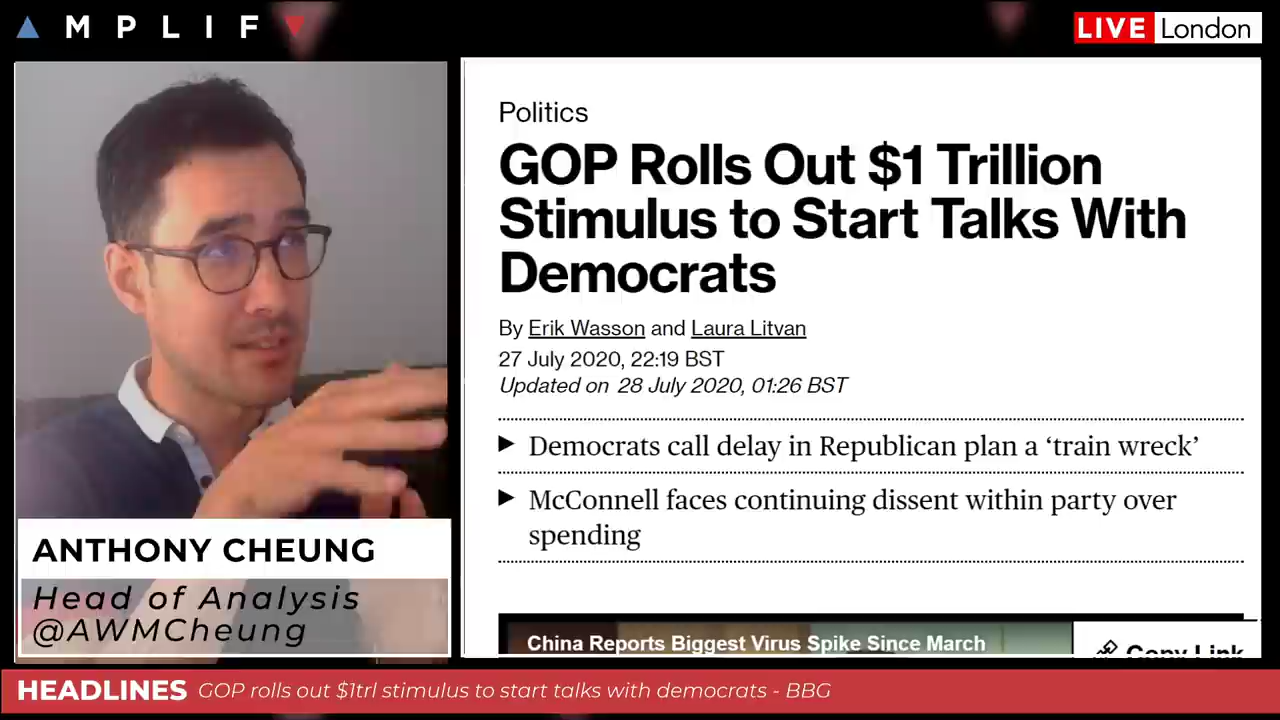 MPLIF
LIVE London
Politics
GOP Rolls Out $1 Trillion
Stimulus to Start Talks With
Democrats
By Erik Wasson and Laura Litvan
27 July 2020, 22:19 BST
Updated on 28 July 2020, 01:26 BST
Democrats call delay in Republican plan a ‘train wreck’
McConnell faces continuing dissent within party over
spending
China Reports Biggest Virus Spike Since March
Copy Link
ANTHONY CHEUNG
Head of Analysis
@AWMCheung
HEADLINES GOP rolls out $1trl stimulus to start talks with democrats - BBG